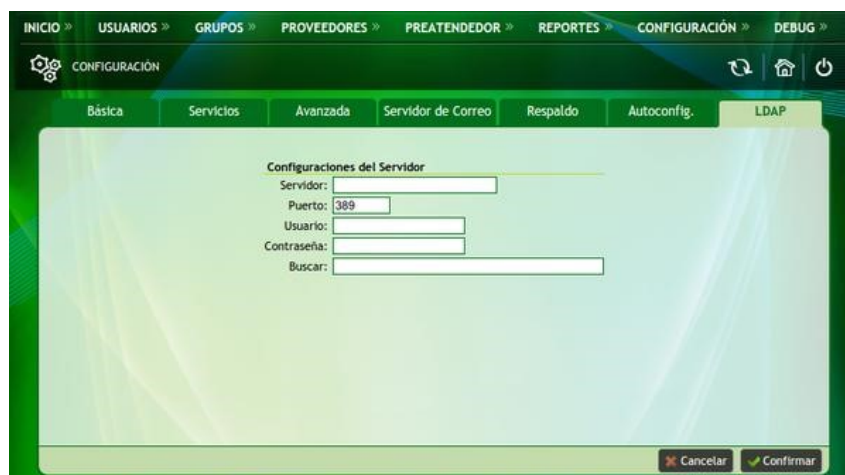 INICIO » USUARIOS » GRUPOS » PROVEEDORES » PREATENDEDOR » REPORTES » CONFIGURACIÓN » DEBUG »
CONFIGURACIÓN
Básica Servicios Avanzada Servidor de Correo Respaldo Autoconfig. LDAP
Configuraciones del Servidor
Servidor:
Puerto: 389
Usuario:
Contraseña:
Buscar:
Cancelar Confirmar